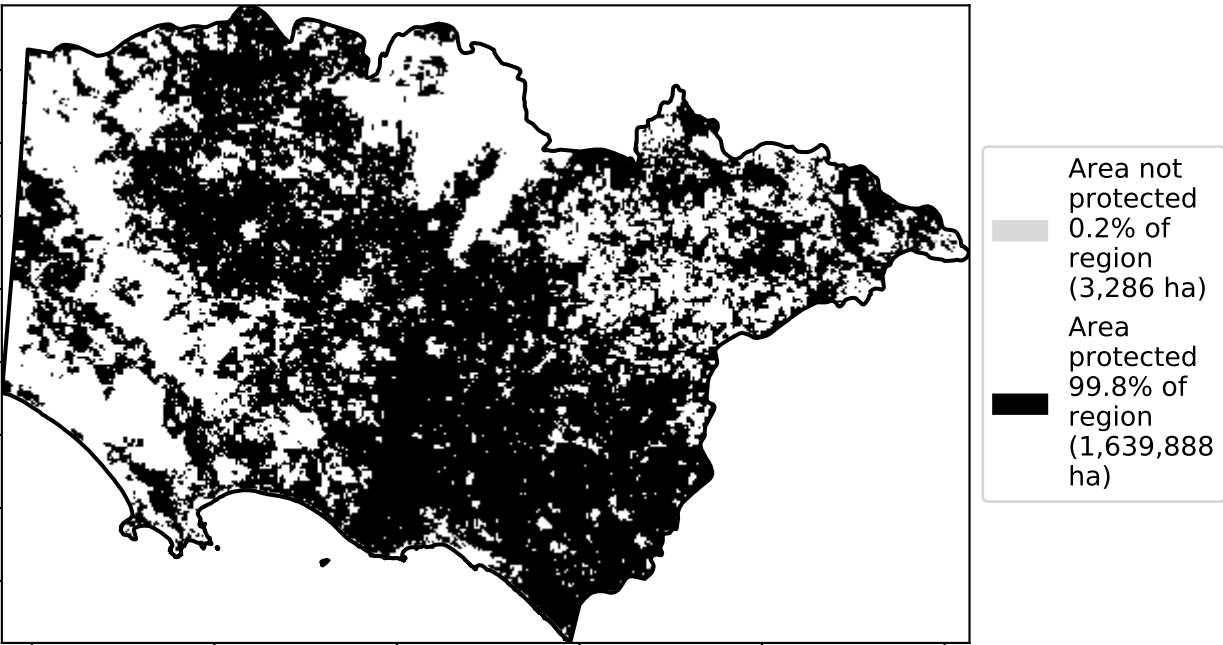 Area not
protected
0.2% of
region
(3,286 ha)
Area
protected
99.8% of
region
(1,639,888
ha)